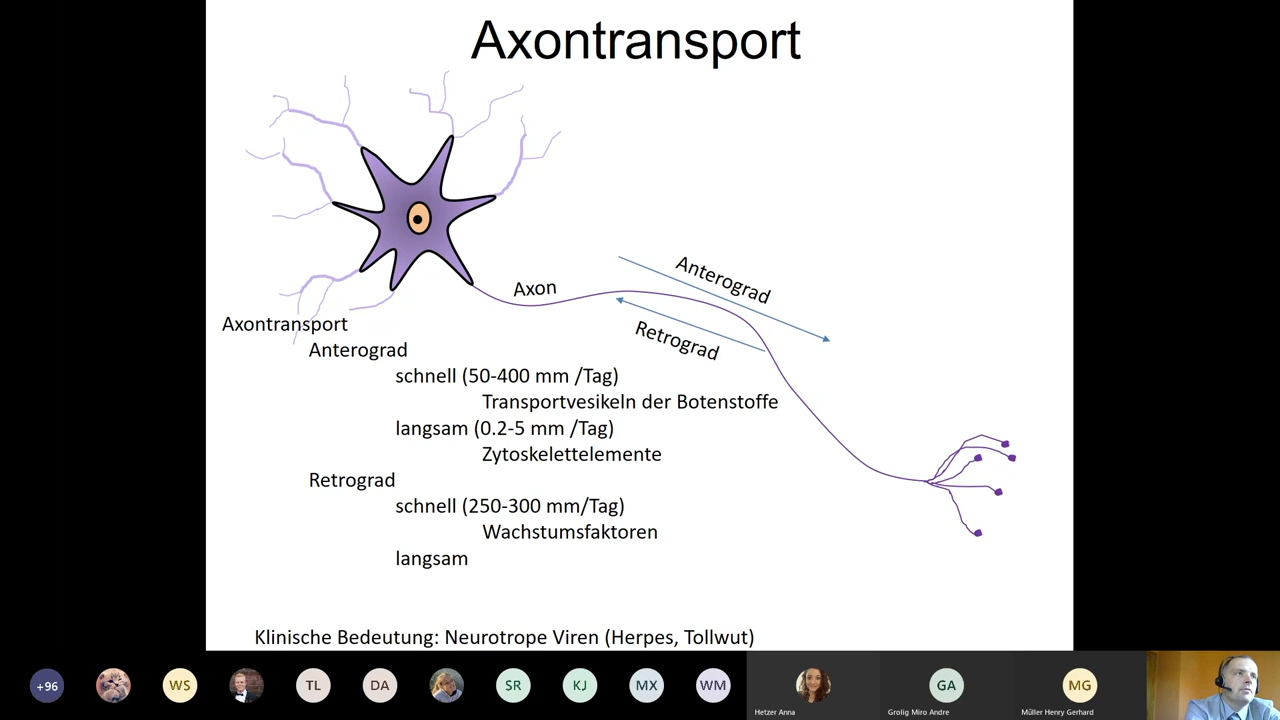 Axontransport
Axon
Anterograd
Retrograd
Axontransport
Anterograd
schnell (50-400 mm /Tag)
Transportvesikeln der Botenstoffe
langsam (0.2-5 mm /Tag)
Zytoskelettelemente
Retrograd
schnell (250-300 mm/Tag)
Wachstumsfaktoren
langsam
Klinische Bedeutung: Neurotrope Viren (Herpes, Tollwut)
+96
WS
TL
DA
SR
KJ
MX
WM
GA
MG
Hetzer Anna
Grolig Miro Andre
Müller Henry Gerhard